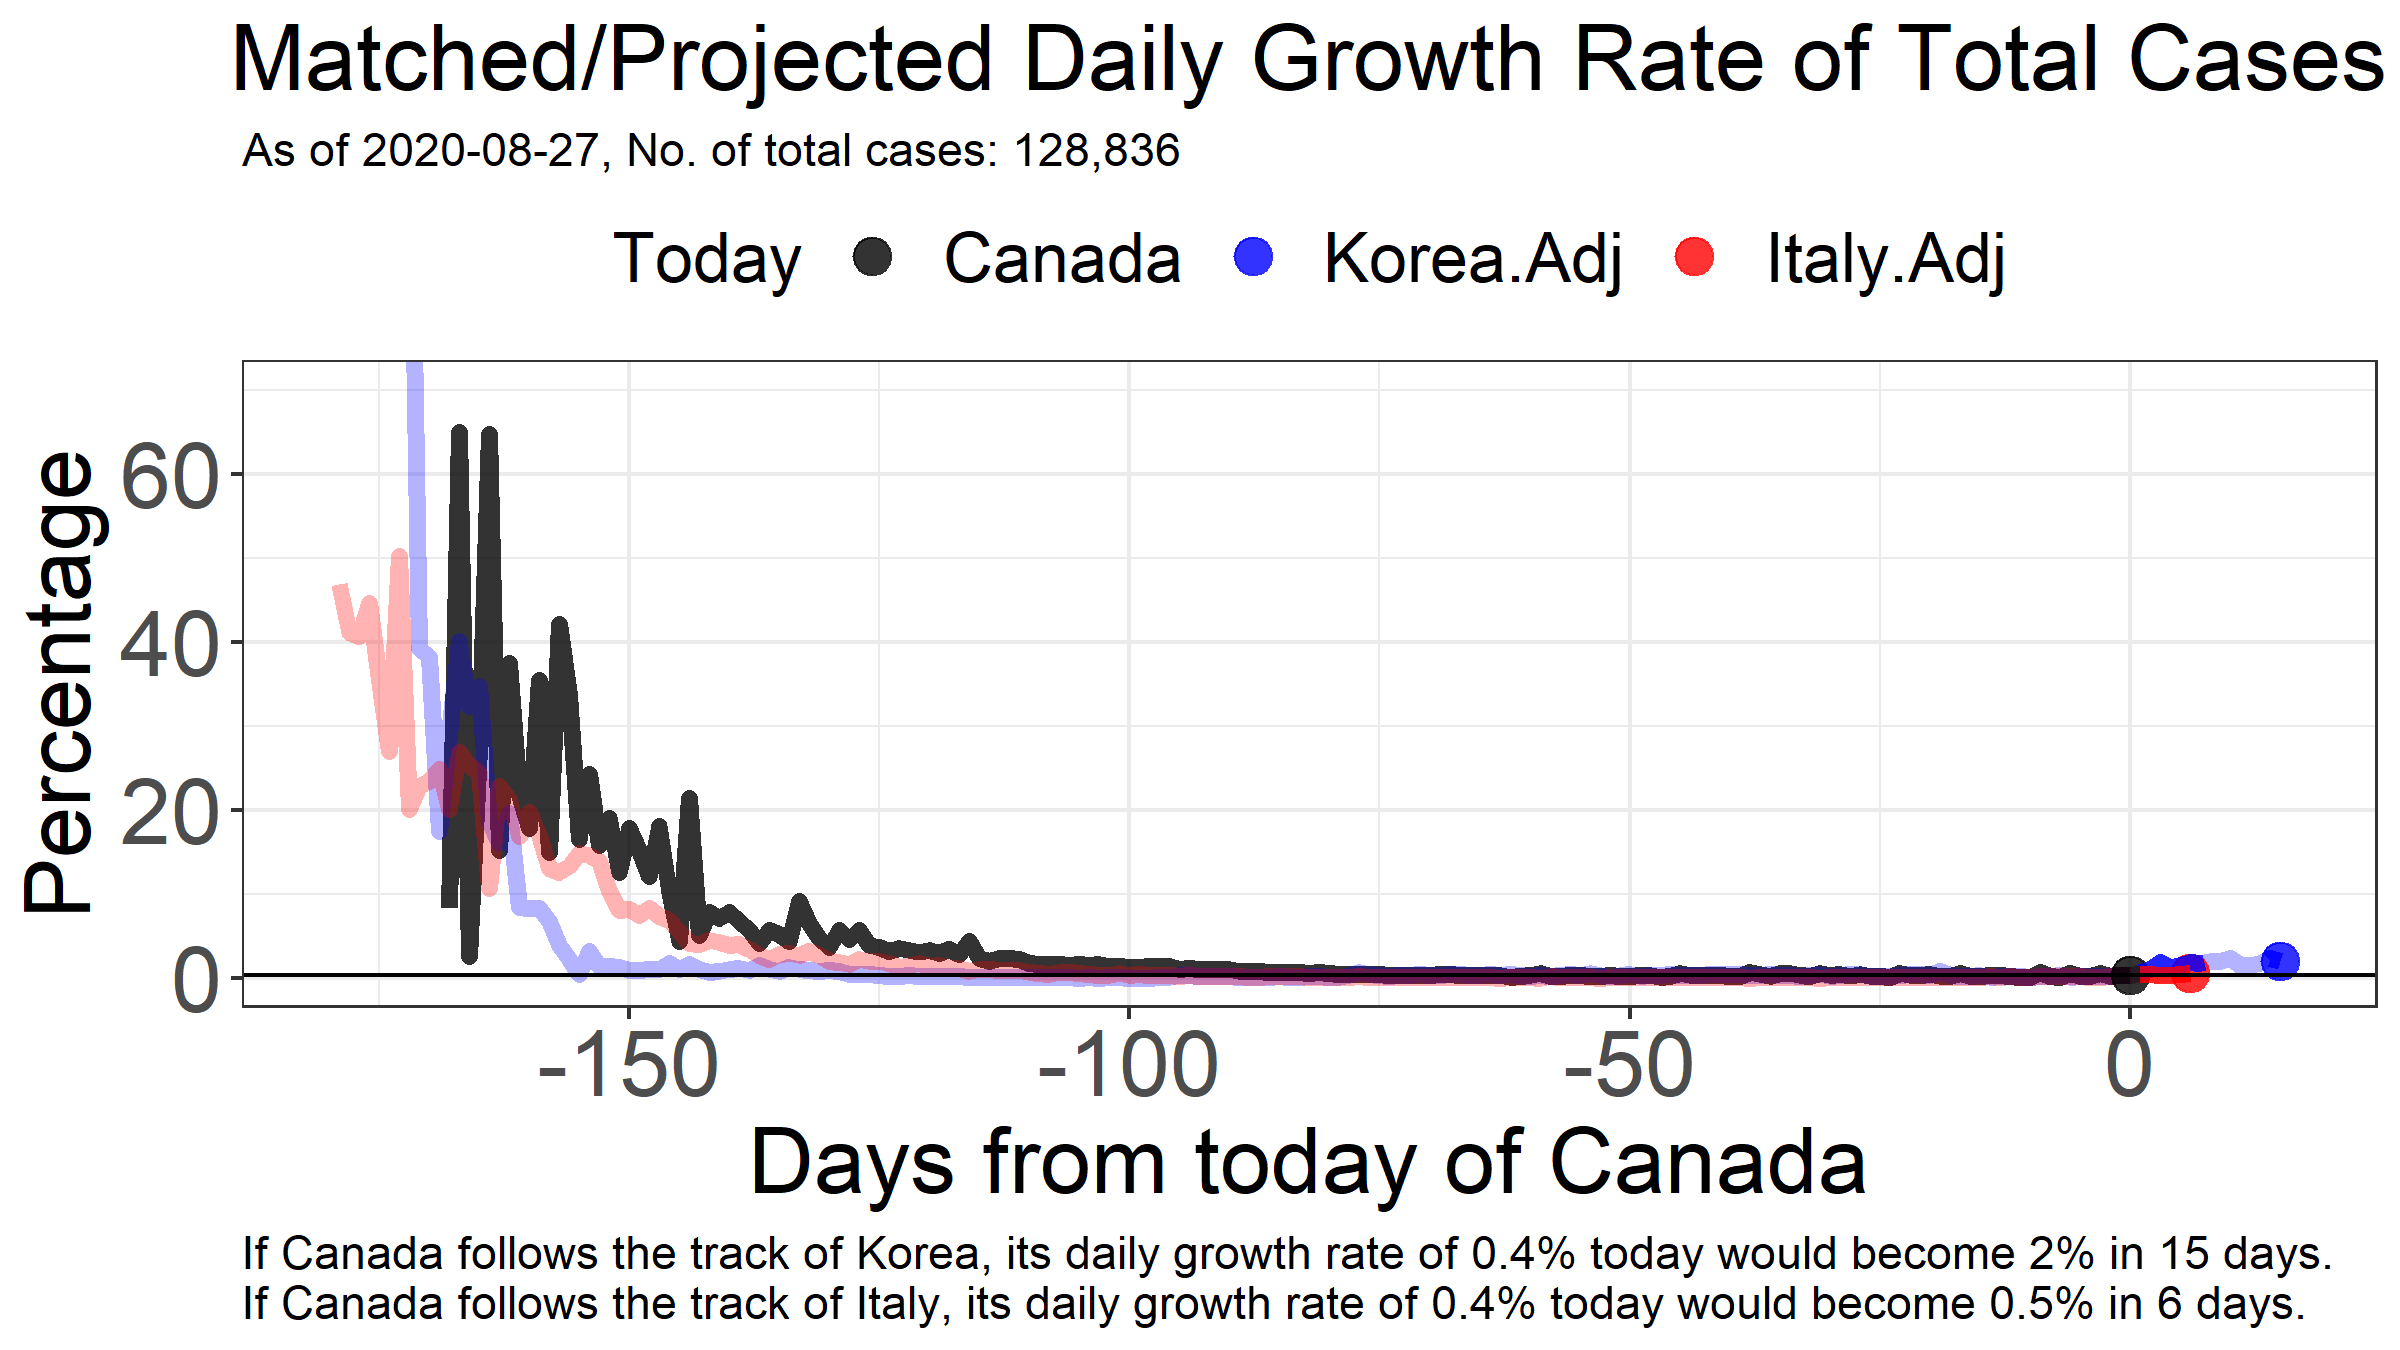 Matched/Projected Daily Growth Rate of Total Cases
As of 2020-08-27, No. of total cases: 128,836
Today Canada Korea.Adj Italy.Adj
Percentage
60
40
20
0
-150 -100 -50 0
Days from today of Canada
If Canada follows the track of Korea, its daily growth rate of 0.4% today would become 2% in 15 days.
If Canada follows the track of Italy, its daily growth rate of 0.4% today would become 0.5% in 6 days.